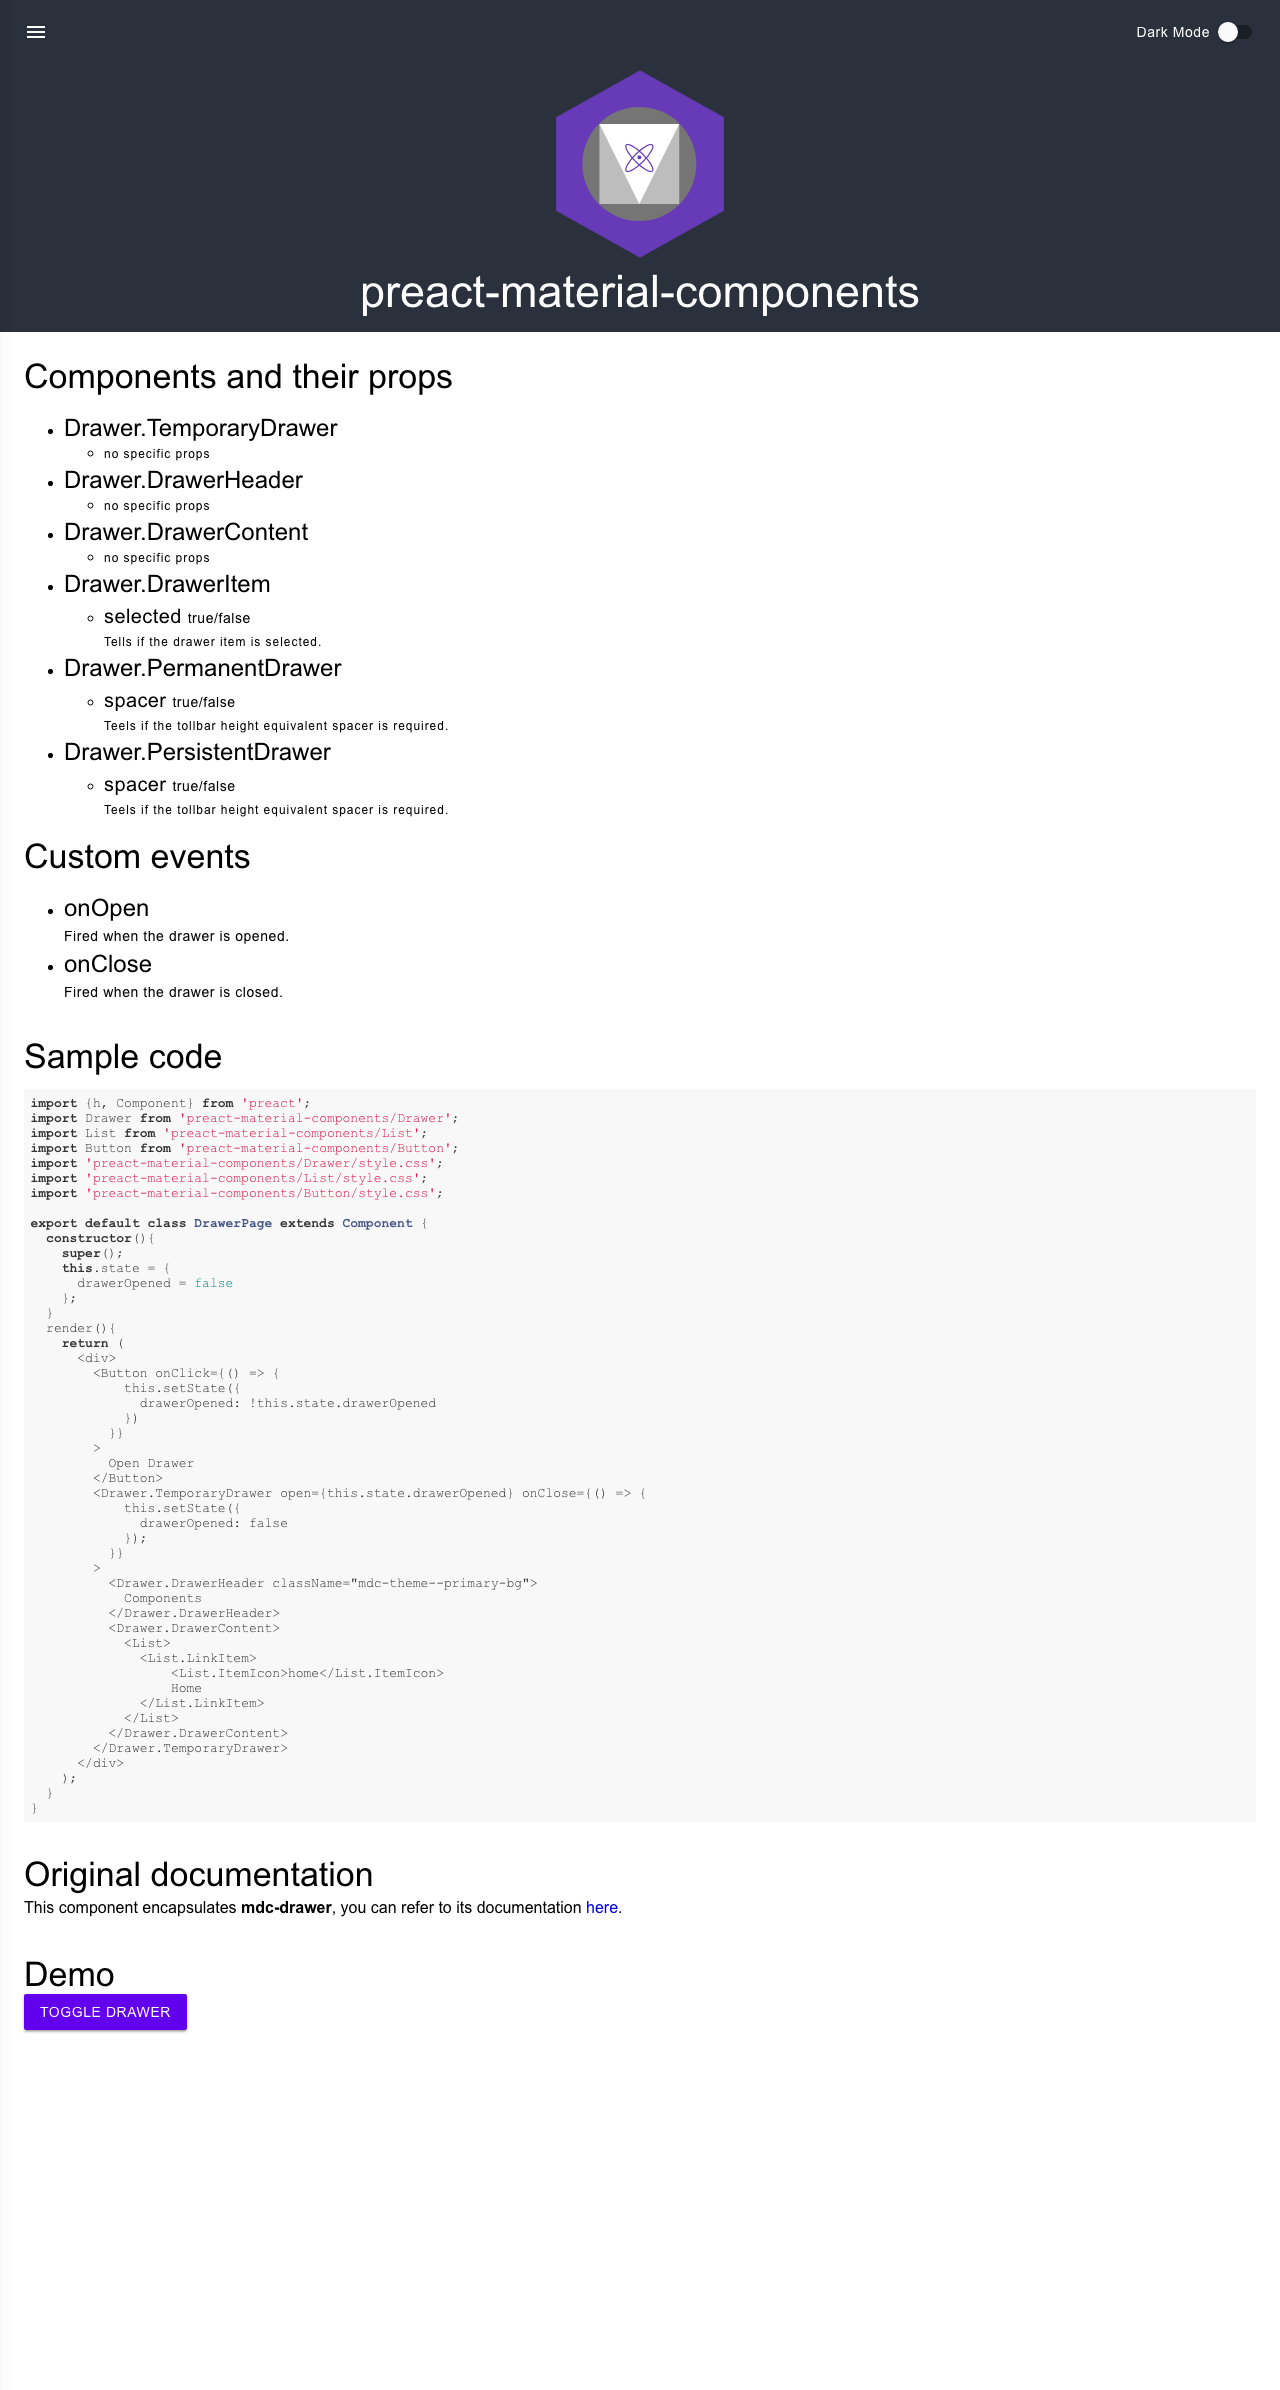 Dark Mode
preact-material-components
Components and their props
Drawer.TemporaryDrawer
no specific props
Drawer.DrawerHeader
no specific props
Drawer.DrawerContent
no specific props
Drawer.DrawerItem
selected true/false
Tells if the drawer item is selected.
Drawer.PermanentDrawer
spacer true/false
Teels if the tollbar height equivalent spacer is required.
Drawer.PersistentDrawer
spacer true/false
Teels if the tollbar height equivalent spacer is required.
Custom events
onOpen
Fired when the drawer is opened.
onClose
Fired when the drawer is closed.
Sample code
import {h, Component} from 'preact';
import Drawer from 'preact-material-components/Drawer';
import List from 'preact-material-components/List';
import Button from 'preact-material-components/Button';
import 'preact-material-components/Drawer/style.css';
import 'preact-material-components/List/style.css';
import 'preact-material-components/Button/style.css';

export default class DrawerPage extends Component {
  constructor(){
    super();
    this.state = {
      drawerOpened = false
    };
  }
  render(){
    return (
      <div>
        <Button onClick={() => {
            this.setState({
              drawerOpened: !this.state.drawerOpened
            })
          }}
        >
          Open Drawer
        </Button>
        <Drawer.TemporaryDrawer open={this.state.drawerOpened} onClose={() => {
            this.setState({
              drawerOpened: false
            });
          }}
        >
          <Drawer.DrawerHeader className="mdc-theme--primary-bg">
            Components
          </Drawer.DrawerHeader>
          <Drawer.DrawerContent>
            <List>
              <List.LinkItem>
                  <List.ItemIcon>home</List.ItemIcon>
                  Home
              </List.LinkItem>
            </List>
          </Drawer.DrawerContent>
        </Drawer.TemporaryDrawer>
      </div>
    );
  }
}
Original documentation
This component encapsulates mdc-drawer, you can refer to its documentation here.
Demo
TOGGLE DRAWER